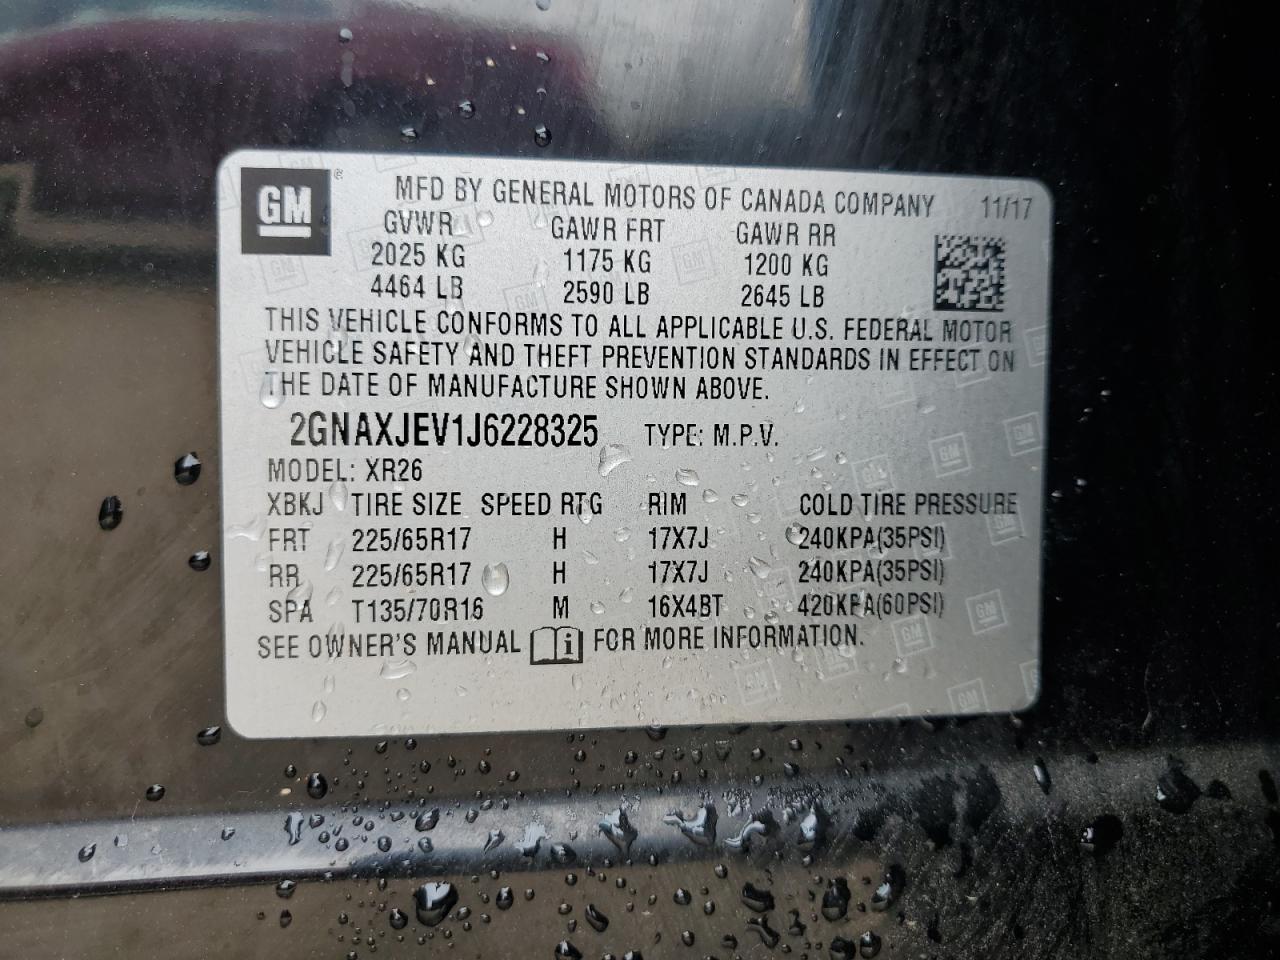 GM ® MFD BY GENERAL MOTORS OF CANADA COMPANY 11/17
GVWR GAWR FRT GAWR RR
2025 KG 1175 KG 1200 KG
4464 LB 2590 LB 2645 LB
THIS VEHICLE CONFORMS TO ALL APPLICABLE U.S. FEDERAL MOTOR
VEHICLE SAFETY AND THEFT PREVENTION STANDARDS IN EFFECT ON
THE DATE OF MANUFACTURE SHOWN ABOVE.
2GNAXJEV1J6228325 TYPE: M.P.V.
MODEL: XR26
XBKJ TIRE SIZE SPEED RTG RIM COLD TIRE PRESSURE
FRT 225/65R17 H 17X7J 240KPA(35PSI)
RR 225/65R17 H 17X7J 240KPA(35PSI)
SPA T135/70R16 M 16X4BT 420KPA(60PSI)
SEE OWNER'S MANUAL i FOR MORE INFORMATION.